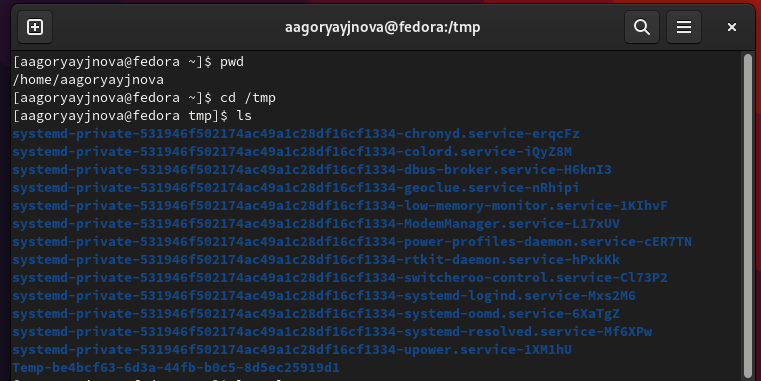 aagoryayjnova@fedora:/tmp
[aagoryayjnova@fedora ~]$ pwd
/home/aagoryayjnova
[aagoryayjnova@fedora ~]$ cd /tmp
[aagoryayjnova@fedora tmp]$ ls
systemd-private-531946f502174ac49a1c28df16cf1334-chronyd.service-erqcFz
systemd-private-531946f502174ac49a1c28df16cf1334-colord.service-iQyZ8M
systemd-private-531946f502174ac49a1c28df16cf1334-dbus-broker.service-H6knI3
systemd-private-531946f502174ac49a1c28df16cf1334-geoclue.service-nRhipi
systemd-private-531946f502174ac49a1c28df16cf1334-low-memory-monitor.service-1KIhvF
systemd-private-531946f502174ac49a1c28df16cf1334-ModemManager.service-L17xUV
systemd-private-531946f502174ac49a1c28df16cf1334-power-profiles-daemon.service-cER7TN
systemd-private-531946f502174ac49a1c28df16cf1334-rtkit-daemon.service-hPxkKk
systemd-private-531946f502174ac49a1c28df16cf1334-switcheroo-control.service-Cl73P2
systemd-private-531946f502174ac49a1c28df16cf1334-systemd-logind.service-Mxs2M6
systemd-private-531946f502174ac49a1c28df16cf1334-systemd-oomd.service-6XaTgZ
systemd-private-531946f502174ac49a1c28df16cf1334-systemd-resolved.service-Mf6XPw
systemd-private-531946f502174ac49a1c28df16cf1334-upower.service-1XM1hU
Temp-be4bcf63-6d3a-44fb-b0c5-8d5ec25919d1